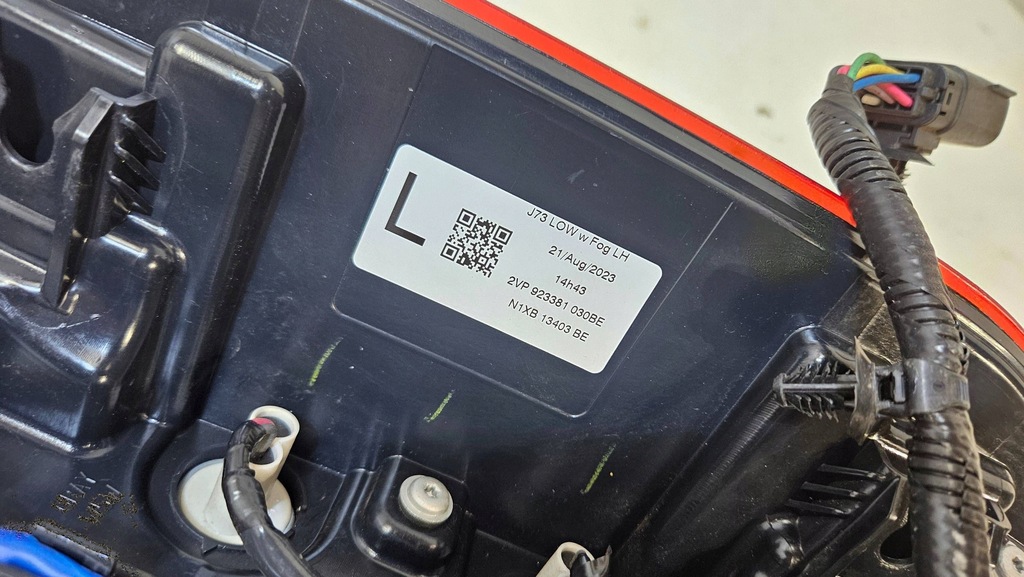 L
J73 LOW w Fog LH
21/Aug/2023
14h43
2VP 923381 030BE
N1XB 13403 BE